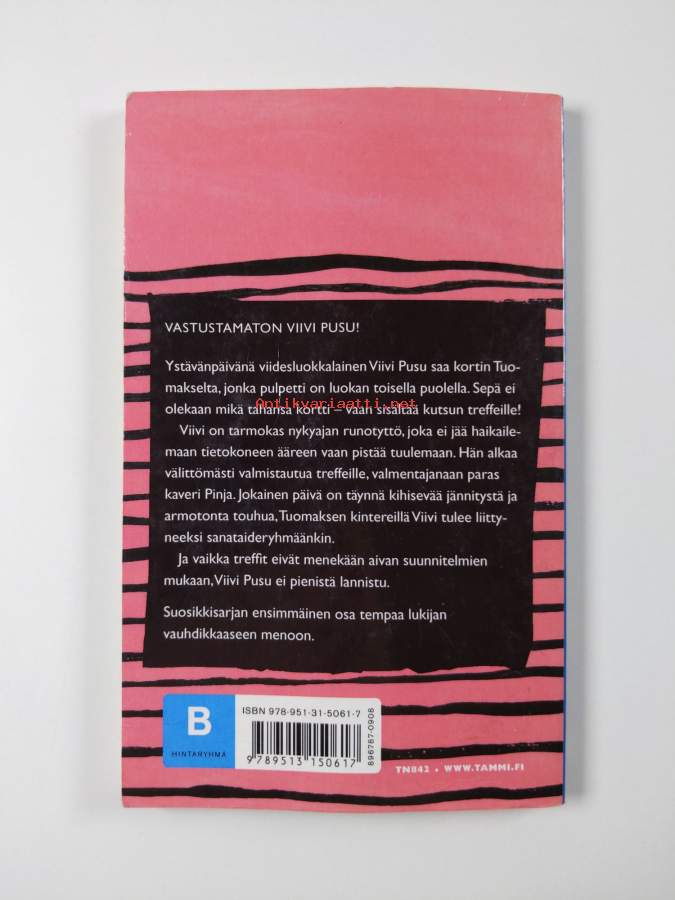 VASTUSTAMATON VIIVI PUSU!
Ystävänpäivänä viidesluokkalainen Viivi Pusu saa kortin Tuo-
makselta, jonka pulpetti on luokan toisella puolella. Sepä ei
olekaan mikä tahansa kortti – vaan sisältää kutsun treffeille!
Antikvariaatti.net
Viivi on tarmokas nykyajan runotyttö, joka ei jää haikaile-
maan tietokoneen ääreen vaan pistää tuulemaan. Hän alkaa
välittömästi valmistautua treffeille, valmentajanaan paras
kaveri Pinja. Jokainen päivä on täynnä kihisevää jännitystä ja
armotonta touhua, Tuomaksen kintereillä Viivi tulee liitty-
neeksi sanataideryhmäänkin.
Ja vaikka treffit eivät menekään aivan suunnitelmien
mukaan, Viivi Pusu ei pienistä lannistu.
Suosikkisarjan ensimmäinen osa tempaa lukijan
vauhdikkaaseen menoon.
B
HINTARYHMÄ
ISBN 978-951-31-5061-7
9 789513 150617
896787-0908
TN842 • WWW.TAMMI.FI